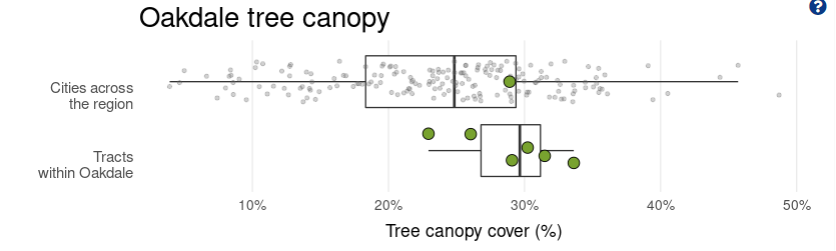 Oakdale tree canopy
?
Cities across
the region
Tracts
within Oakdale
10%
20%
30%
40%
50%
Tree canopy cover (%)